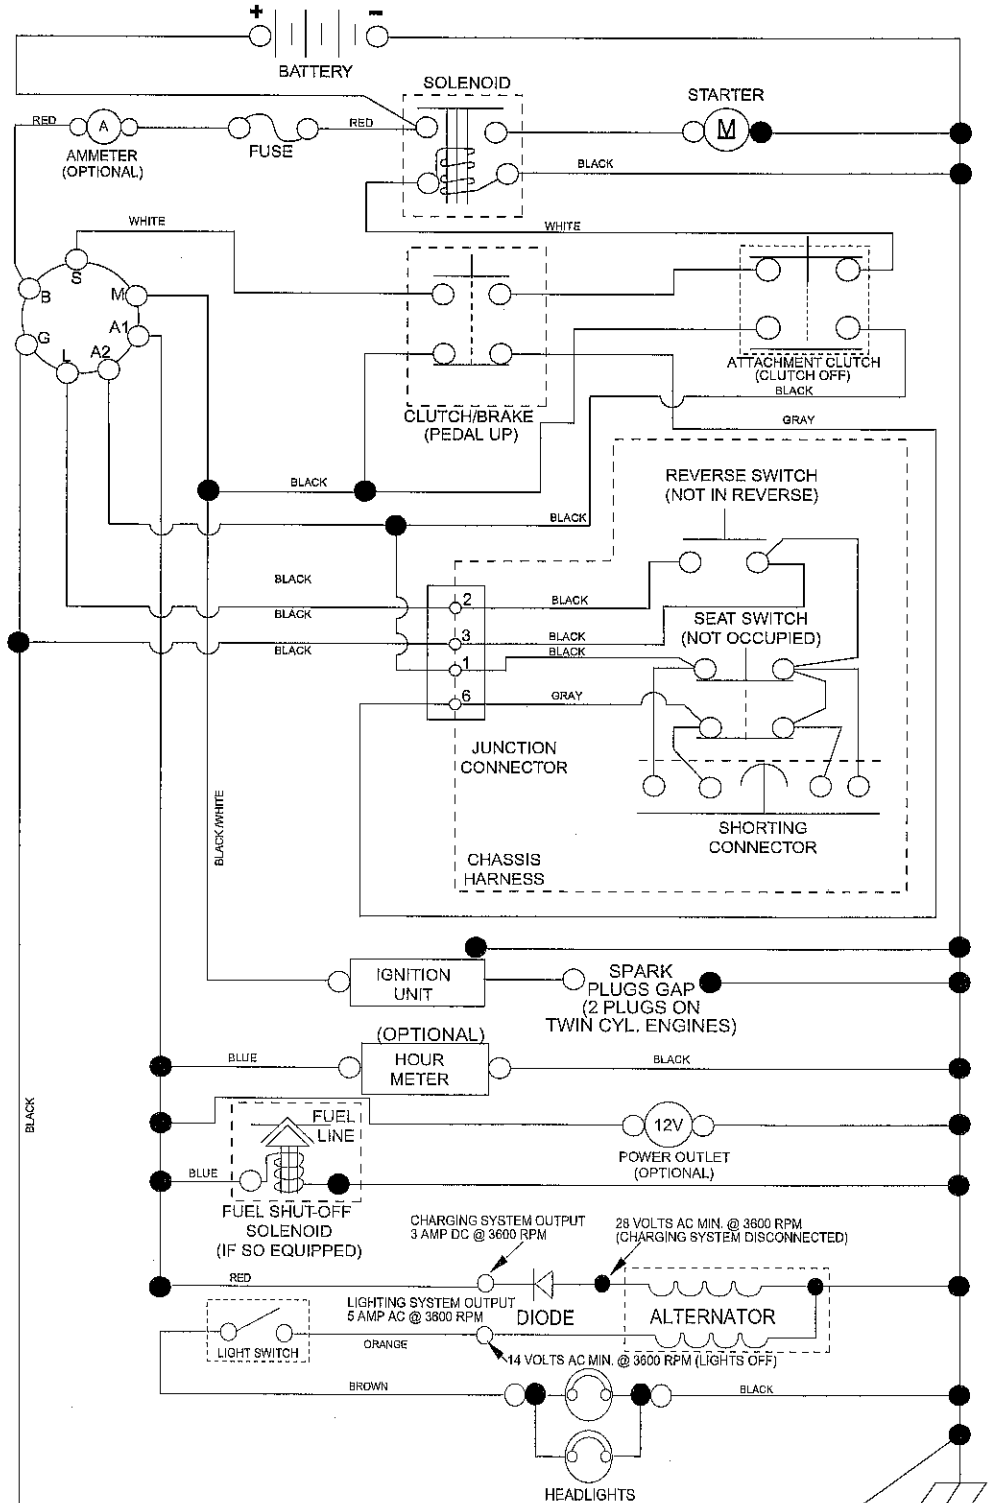 + -
BATTERY
SOLENOID
STARTER
RED
A
RED
M
FUSE
AMMETER
(OPTIONAL)
BLACK
WHITE
WHITE
S
B
M
A1
G
L
A2
ATTACHMENT CLUTCH
(CLUTCH OFF)
BLACK
CLUTCH/BRAKE
(PEDAL UP)
GRAY
REVERSE SWITCH
(NOT IN REVERSE)
BLACK
BLACK
BLACK
2
BLACK
BLACK
SEAT SWITCH
(NOT OCCUPIED)
3
BLACK
BLACK
BLACK
1
6
GRAY
JUNCTION
CONNECTOR
BLACK/WHITE
SHORTING
CONNECTOR
CHASSIS
HARNESS
IGNITION
UNIT
SPARK
PLUGS GAP
(2 PLUGS ON
TWIN CYL. ENGINES)
(OPTIONAL)
BLUE
HOUR
METER
BLACK
BLACK
FUEL
LINE
12V
POWER OUTLET
(OPTIONAL)
BLUE
FUEL SHUT-OFF
SOLENOID
(IF SO EQUIPPED)
CHARGING SYSTEM OUTPUT
3 AMP DC @ 3600 RPM
28 VOLTS AC MIN. @ 3600 RPM
(CHARGING SYSTEM DISCONNECTED)
RED
LIGHTING SYSTEM OUTPUT
5 AMP AC @ 3600 RPM
DIODE
ALTERNATOR
LIGHT SWITCH
ORANGE
14 VOLTS AC MIN. @ 3600 RPM (LIGHTS OFF)
BROWN
BLACK
HEADLIGHTS